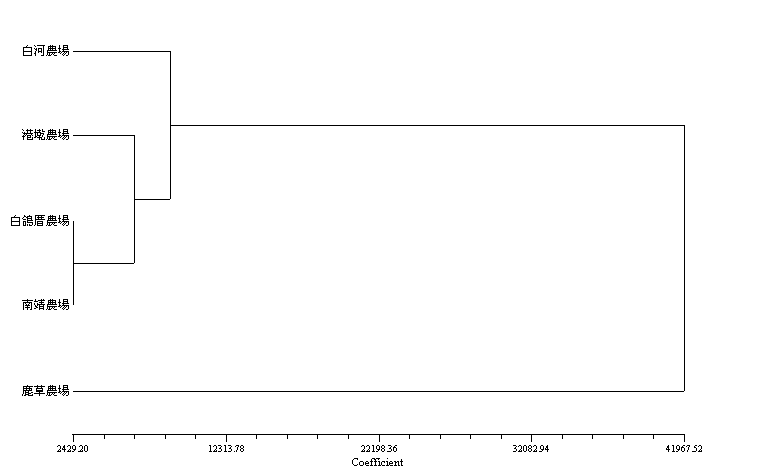 白河農場
港墘農場
白鴿厝農場
南靖農場
鹿草農場
2429.20
12313.78
22198.36
32082.94
41967.52
Coefficient